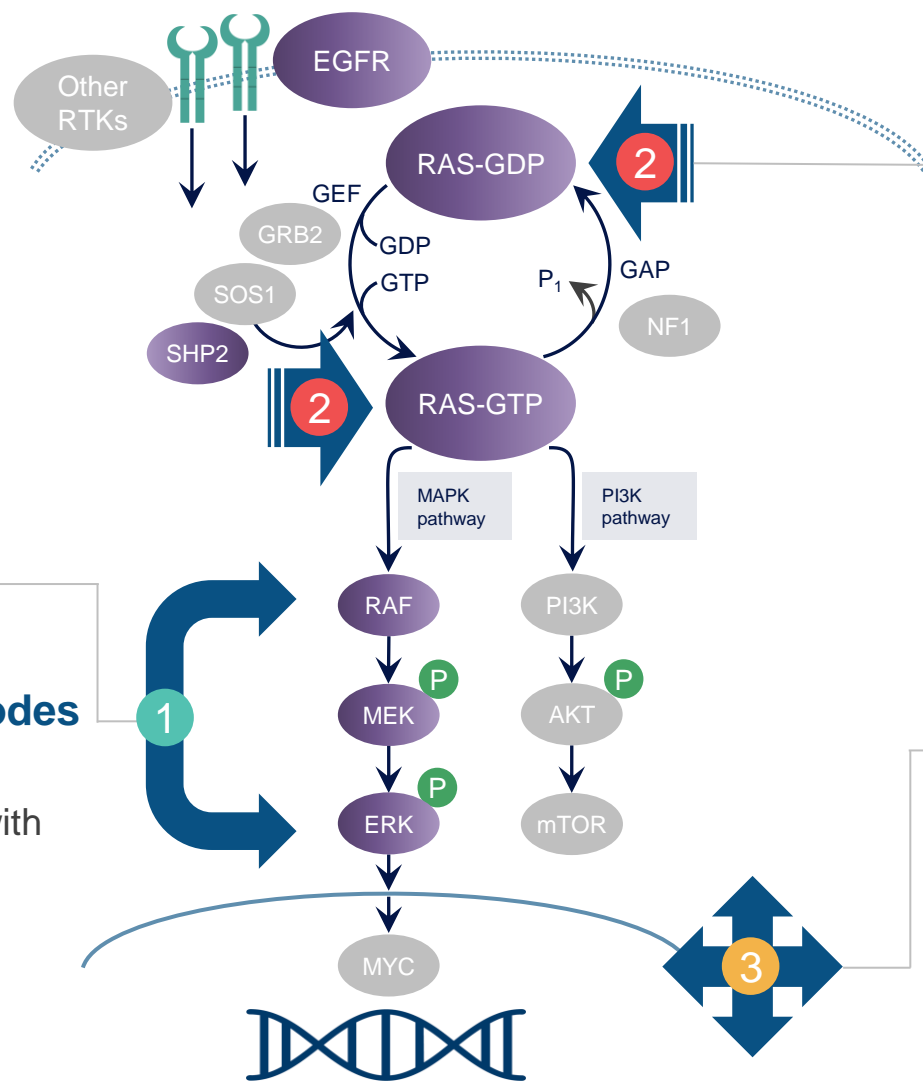 EGFR
Other
RTKs
RAS-GDP
2
GEF
GRB2
GDP
GAP
GTP
P1
SOS1
NF1
SHP2
RAS-GTP
2
MAPK
pathway
PI3K
pathway
RAF
PI3K
P
P
odes
1
MEK
AKT
P
with
ERK
mTOR
MYC
3